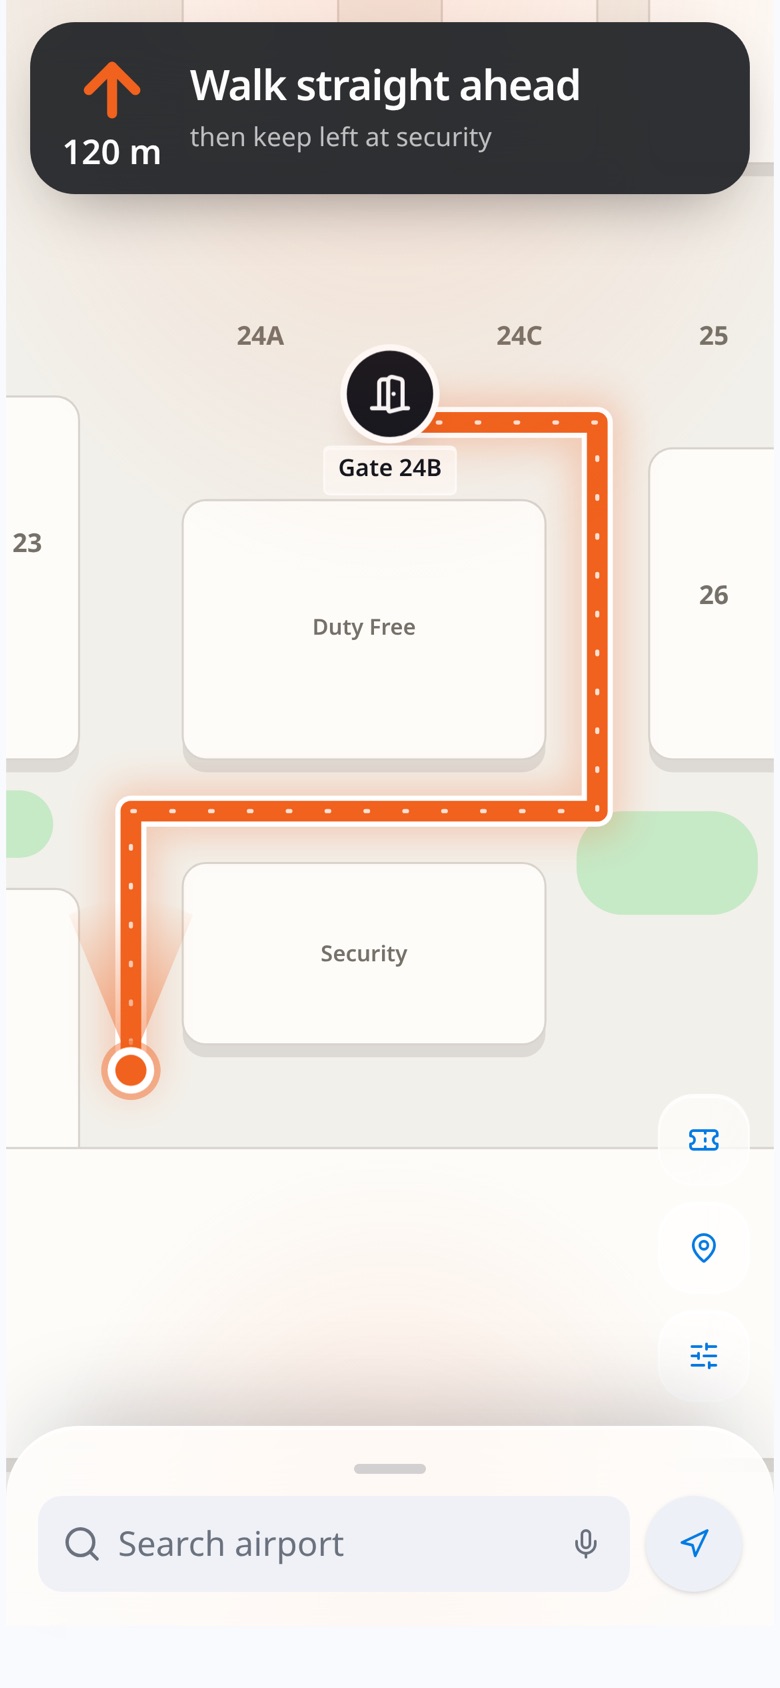 Walk straight ahead
120 m
then keep left at security
24A
24C
25
Gate 24B
23
26
Duty Free
Security
Search airport